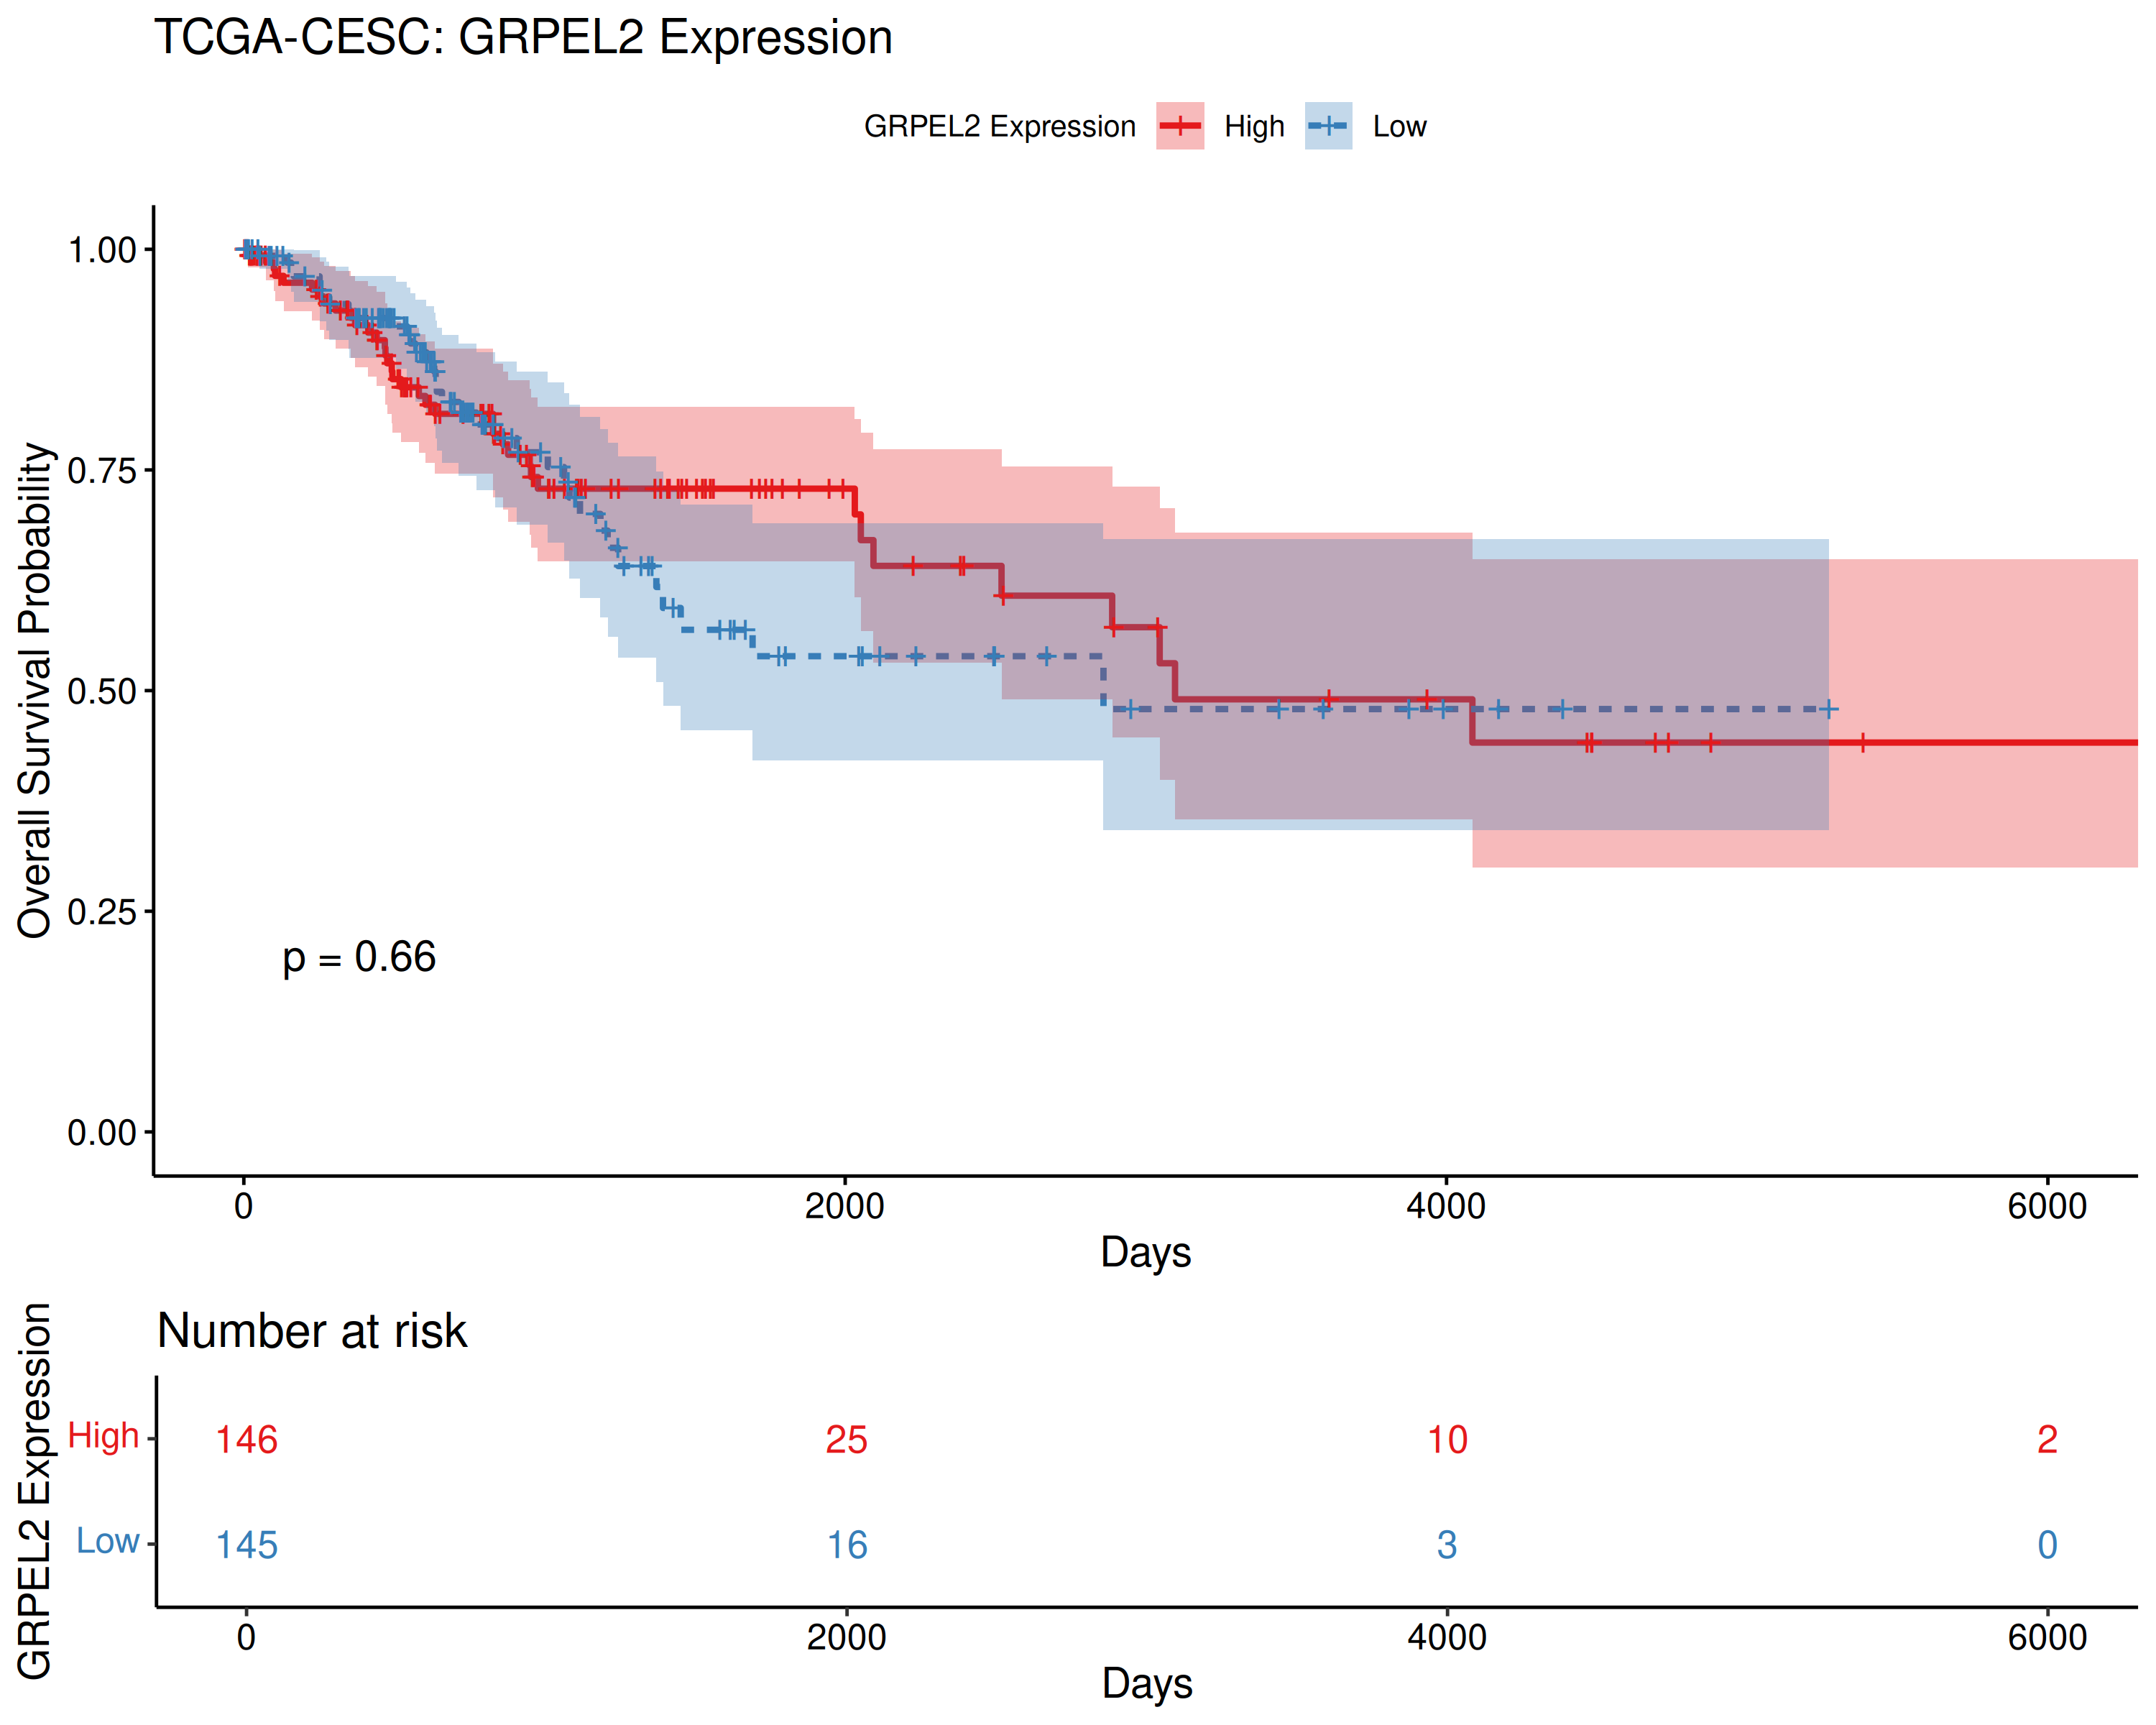 TCGA-CESC: GRPEL2 Expression
GRPEL2 Expression High Low
Overall Survival Probability
1.00
0.75
0.50
0.25
0.00
p = 0.66
0 2000 4000 6000
Days
Number at risk
GRPEL2 Expression
High 146 25 10 2
Low 145 16 3 0
0 2000 4000 6000
Days